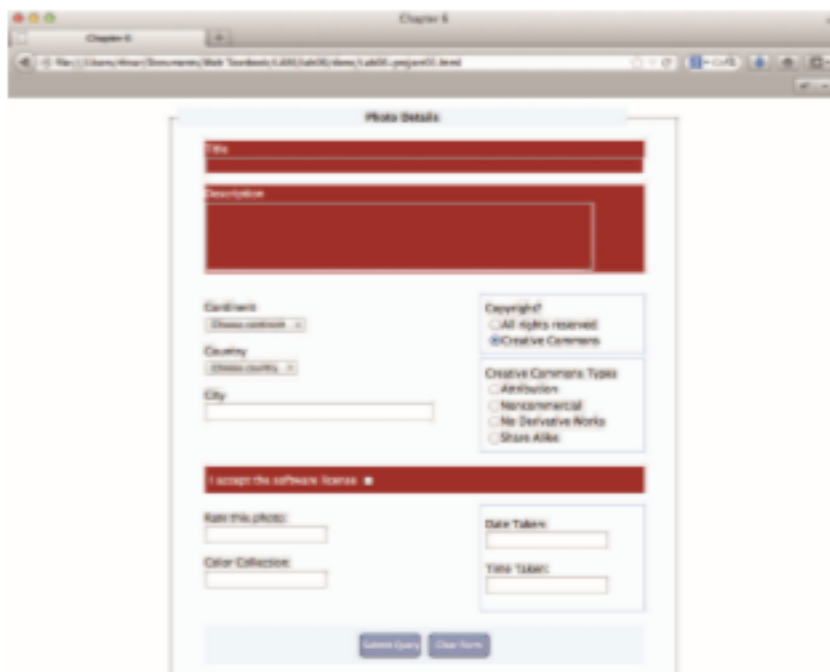 Chapter 6
Chapter 6
Photo Details
Title
Description
Continent
Choose continent
Country
Choose country
City
Copyright?
All rights reserved
Creative Commons
Creative Commons Types
Attribution
Noncommercial
No Derivative Works
Share Alike
I accept the software license
Rate this photo:
Color Collection:
Date Taken:
Time Taken:
Submit Query
Clear Form